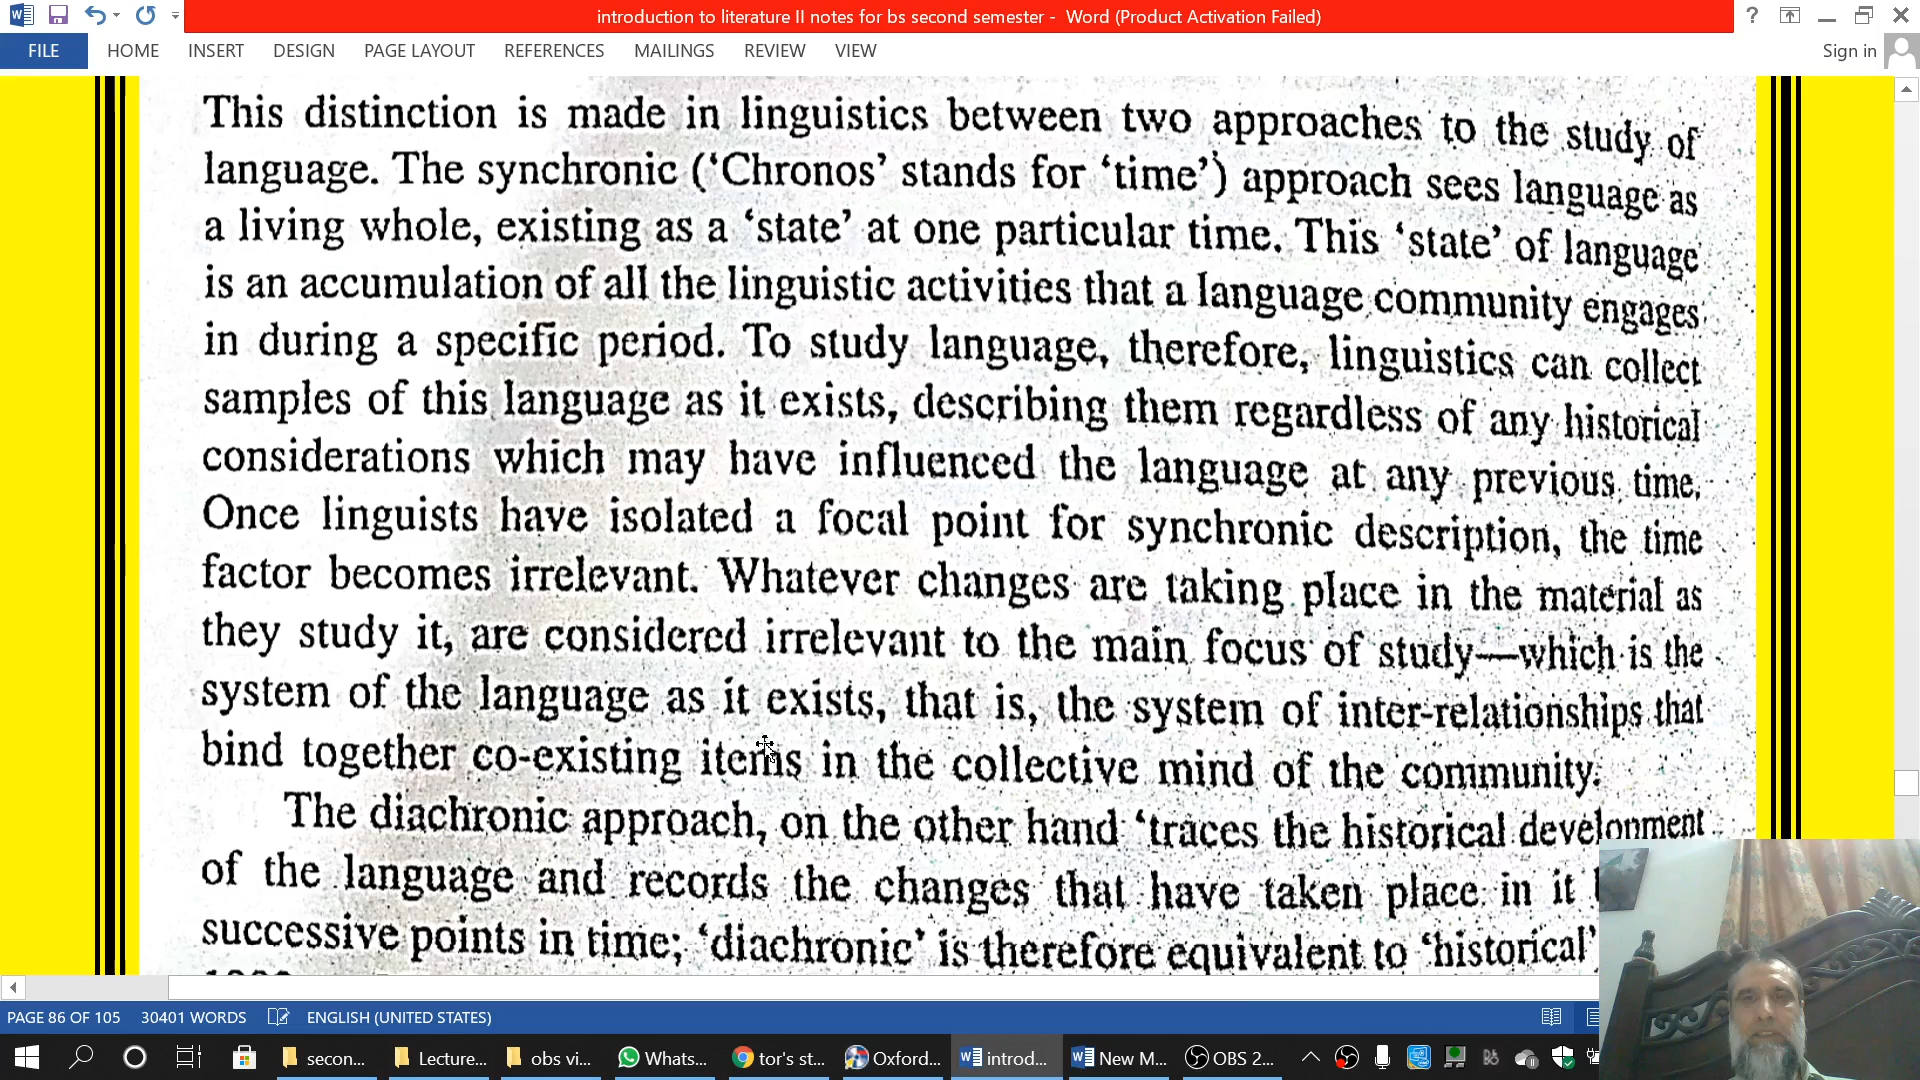 introduction to literature II notes for bs second semester - Word (Product Activation Failed)
?
FILE HOME INSERT DESIGN PAGE LAYOUT REFERENCES MAILINGS REVIEW VIEW Sign in
This distinction is made in linguistics between two approaches to the study of
language. The synchronic (‘Chronos’ stands for ‘time’) approach sees language as
a living whole, existing as a ‘state’ at one particular time. This ‘state’ of language
is an accumulation of all the linguistic activities that a language community engages
in during a specific period. To study language, therefore, linguistics can collect
samples of this language as it exists, describing them regardless of any historical
considerations which may have influenced the language at any previous time.
Once linguists have isolated a focal point for synchronic description, the time
factor becomes irrelevant. Whatever changes are taking place in the material as
they study it, are considered irrelevant to the main focus of study—which is the
system of the language as it exists, that is, the system of inter-relationships that
bind together co-existing items in the collective mind of the community.
The diachronic approach, on the other hand ‘traces the historical development
of the language and records the changes that have taken place in it
successive points in time; ‘diachronic’ is therefore equivalent to ‘historical’
PAGE 86 OF 105 30401 WORDS ENGLISH (UNITED STATES)
secon... Lecture... obs vi... Whats... tor's st... Oxford... introd... New M... OBS 2...